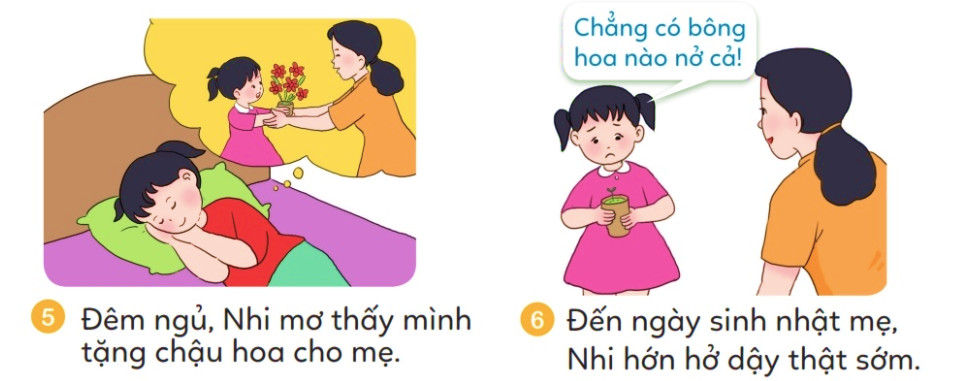 5 Đêm ngủ, Nhi mơ thấy mình
tặng chậu hoa cho mẹ.
Chẳng có bông
hoa nào nở cả!
6 Đến ngày sinh nhật mẹ,
Nhi hớn hở dậy thật sớm.